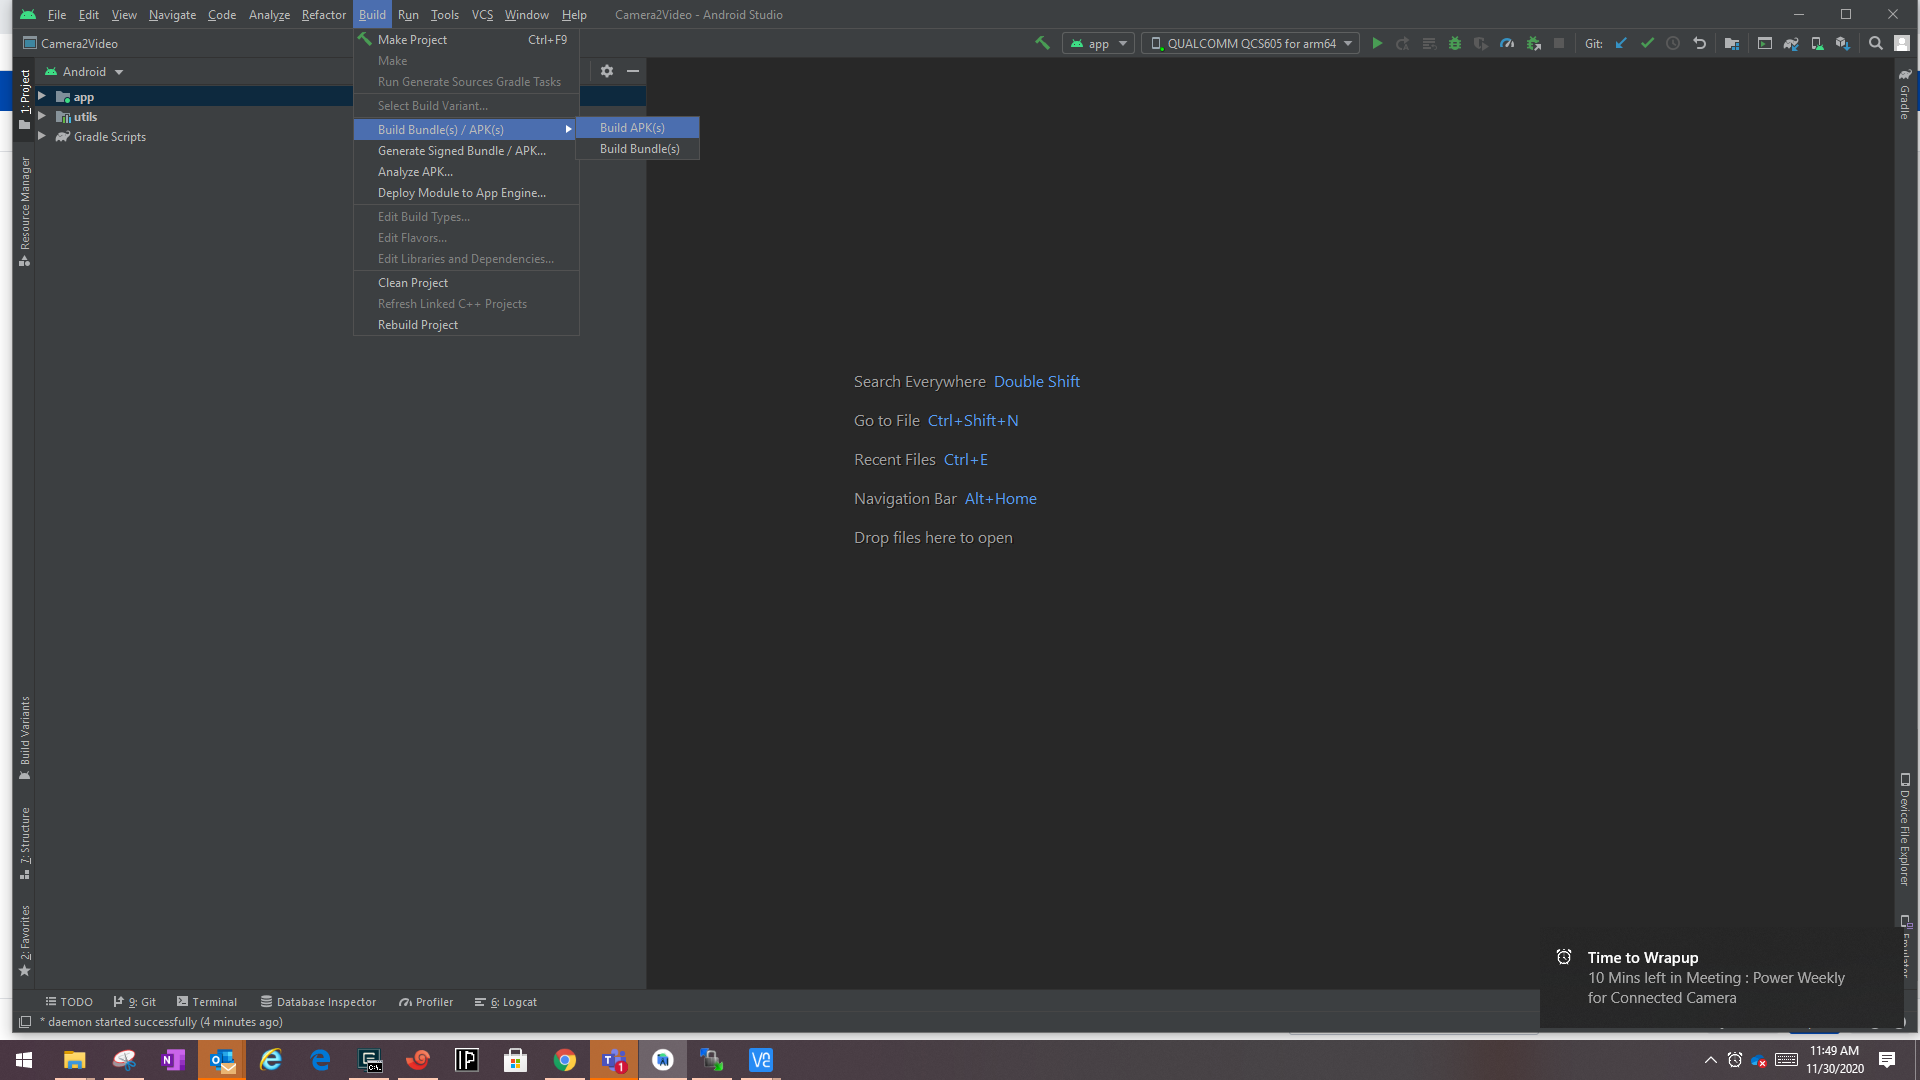 File Edit View Navigate Code Analyze Refactor Build Run Tools VCS Window Help Camera2Video - Android Studio
Camera2Video
app
QUALCOMM QCS605 for arm64
Git:
Android
app
utils
Gradle Scripts
Make Project Ctrl+F9
Make
Run Generate Sources Gradle Tasks
Select Build Variant...
Build Bundle(s) / APK(s)
Generate Signed Bundle / APK...
Analyze APK...
Deploy Module to App Engine...
Edit Build Types...
Edit Flavors...
Edit Libraries and Dependencies...
Clean Project
Refresh Linked C++ Projects
Rebuild Project
Build APK(s)
Build Bundle(s)
1: Project
Resource Manager
Build Variants
7: Structure
2: Favorites
Search Everywhere Double Shift
Go to File Ctrl+Shift+N
Recent Files Ctrl+E
Navigation Bar Alt+Home
Drop files here to open
Gradle
Device File Explorer
Emulator
Time to Wrapup
10 Mins left in Meeting : Power Weekly
for Connected Camera
TODO 9: Git Terminal Database Inspector Profiler 6: Logcat
* daemon started successfully (4 minutes ago)
11:49 AM
11/30/2020